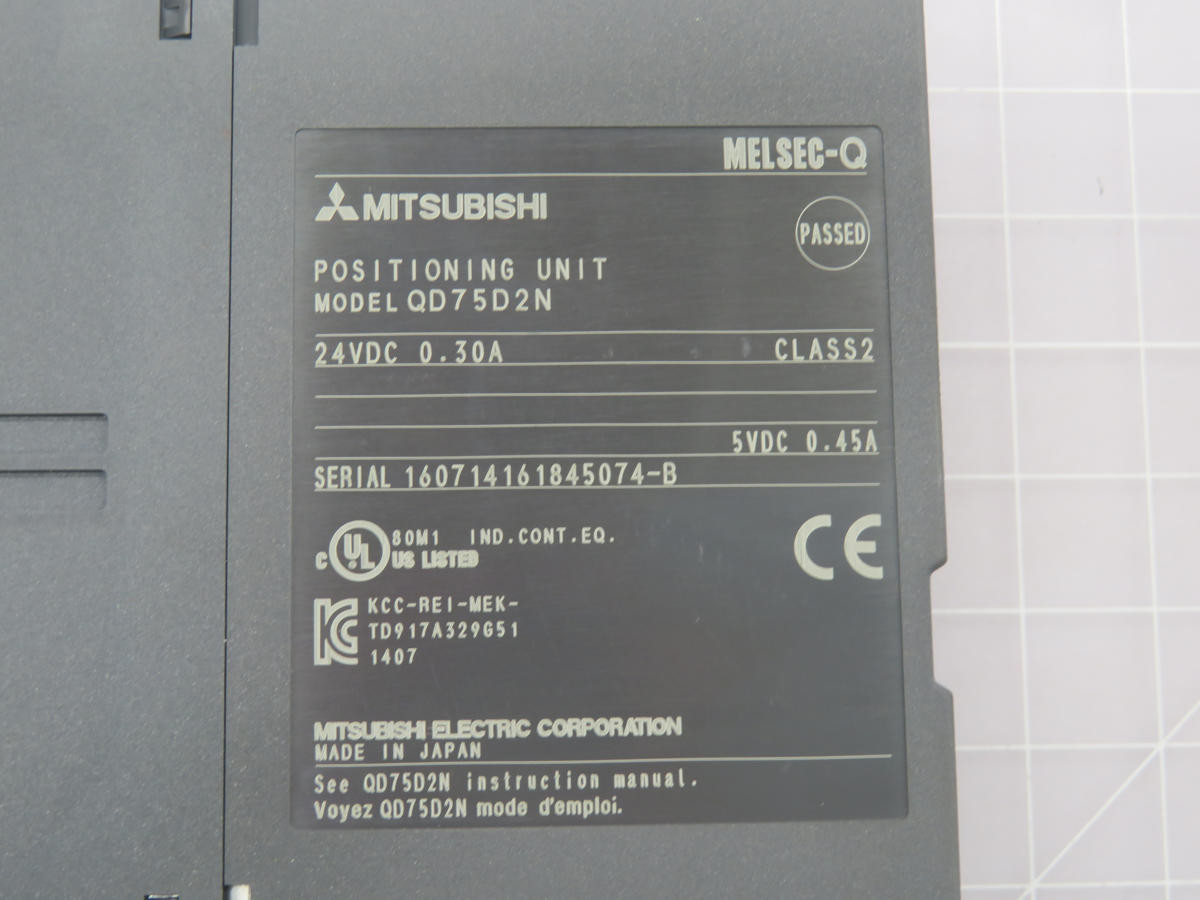 MELSEC-Q
MITSUBISHI
PASSED
POSITIONING UNIT
MODEL QD75D2N
24VDC 0.30A CLASS2
5VDC 0.45A
SERIAL 160714161845074-B
C UL US LISTED 80M1 IND.CONT.EQ.
CE
KC KCC-REI-MEK-
TD917A329G51
1407
MITSUBISHI ELECTRIC CORPORATION
MADE IN JAPAN
See QD75D2N instruction manual.
Voyez QD75D2N mode d'emploi.